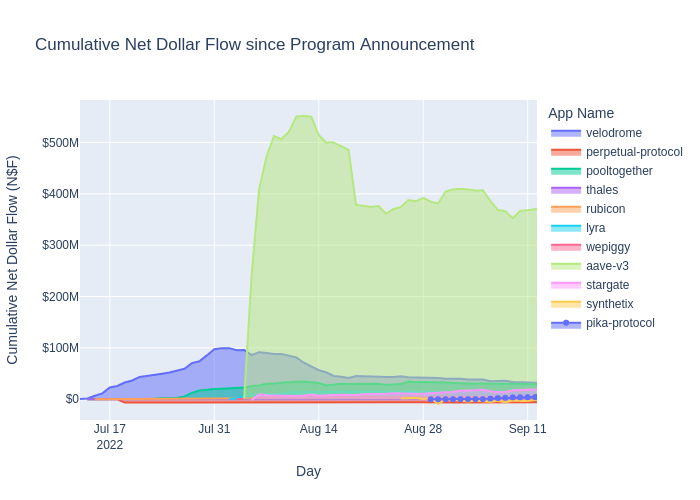 Cumulative Net Dollar Flow since Program Announcement
Cumulative Net Dollar Flow (N$F)
$500M
$400M
$300M
$200M
$100M
$0
Jul 17
2022
Jul 31
Aug 14
Aug 28
Sep 11
Day
App Name
velodrome
perpetual-protocol
pooltogether
thales
rubicon
lyra
wepiggy
aave-v3
stargate
synthetix
pika-protocol